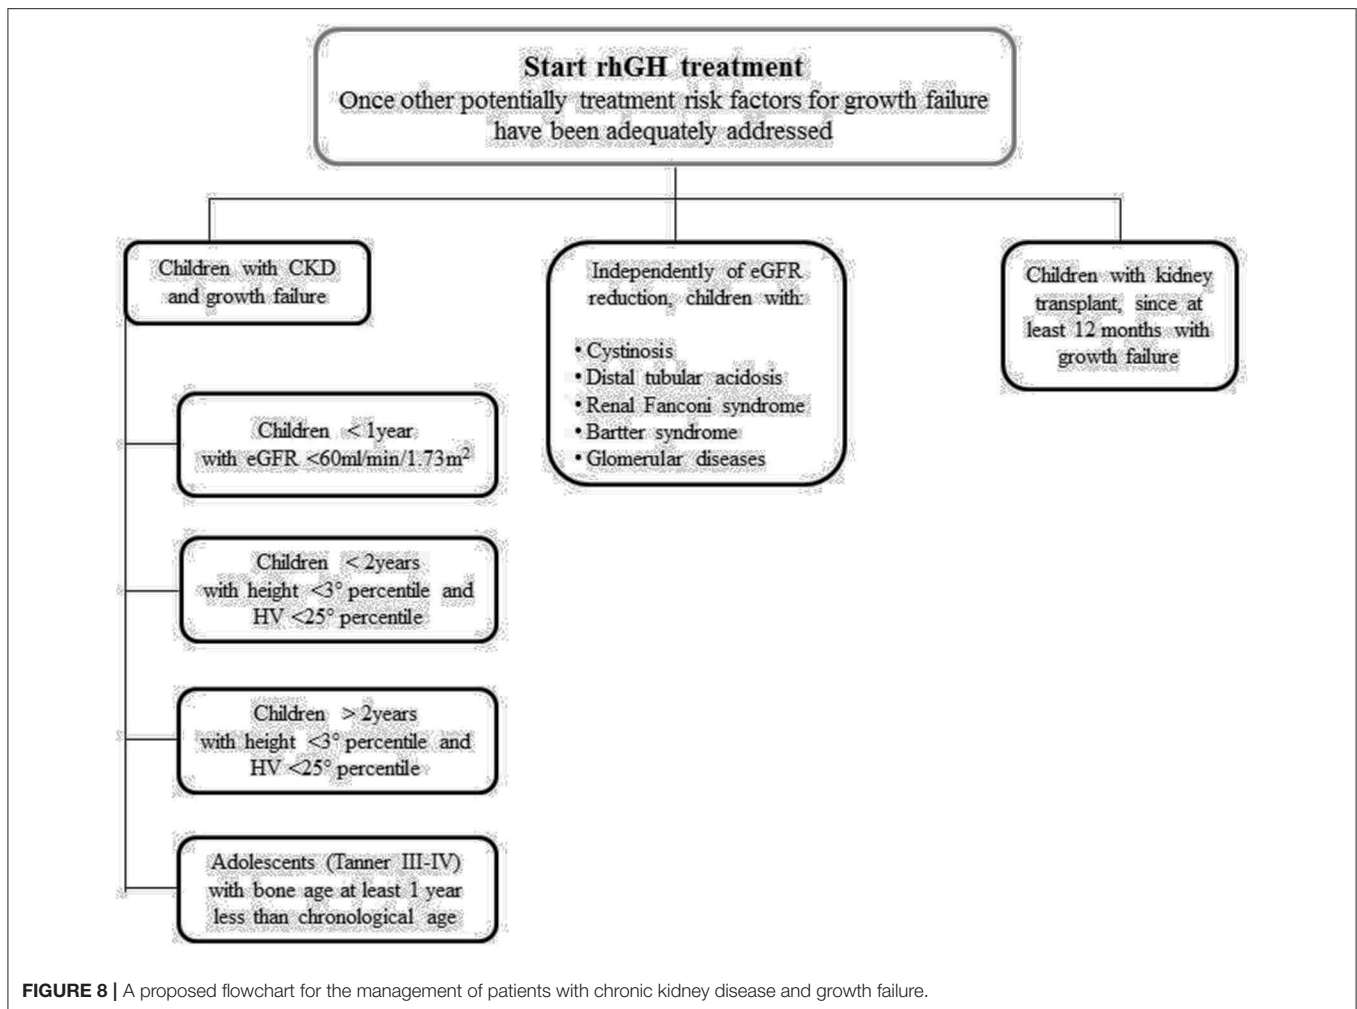 Start rhGH treatment
Once other potentially treatment risk factors for growth failure
have been adequately addressed
Children with CKD
and growth failure
Children < 1year
with eGFR <60ml/min/1.73m²
Children < 2years
with height <3° percentile and
HV <25° percentile
Children > 2years
with height <3° percentile and
HV <25° percentile
Adolescents (Tanner III-IV)
with bone age at least 1 year
less than chronological age
Independently of eGFR
reduction, children with:
• Cystinosis
• Distal tubular acidosis
• Renal Fanconi syndrome
• Bartter syndrome
• Glomerular diseases
Children with kidney
transplant, since at
least 12 months with
growth failure
FIGURE 8 | A proposed flowchart for the management of patients with chronic kidney disease and growth failure.